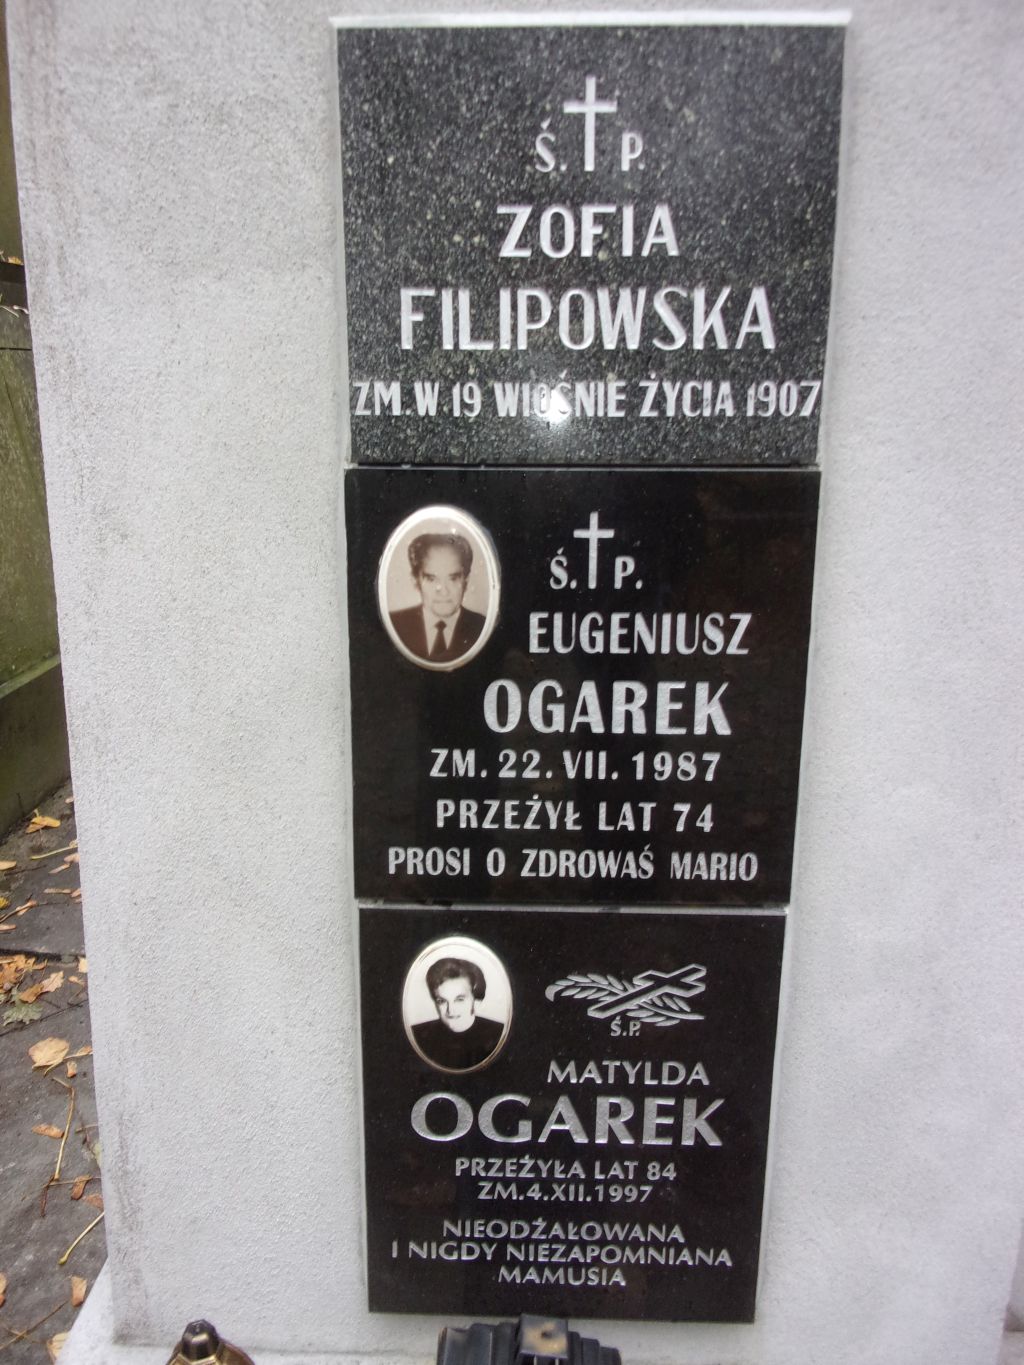 Ś. P.
ZOFIA
FILIPOWSKA
ZM. W 19 WIOŚNIE ŻYCIA 1907
Ś. P.
EUGENIUSZ
OGAREK
ZM. 22. VII. 1987
PRZEŻYŁ LAT 74
PROSI O ZDROWAŚ MARIO
Ś.P.
MATYLDA
OGAREK
PRZEŻYŁA LAT 84
ZM.4.XII.1997
NIEODŻAŁOWANA
I NIGDY NIEZAPOMNIANA
MAMUSIA